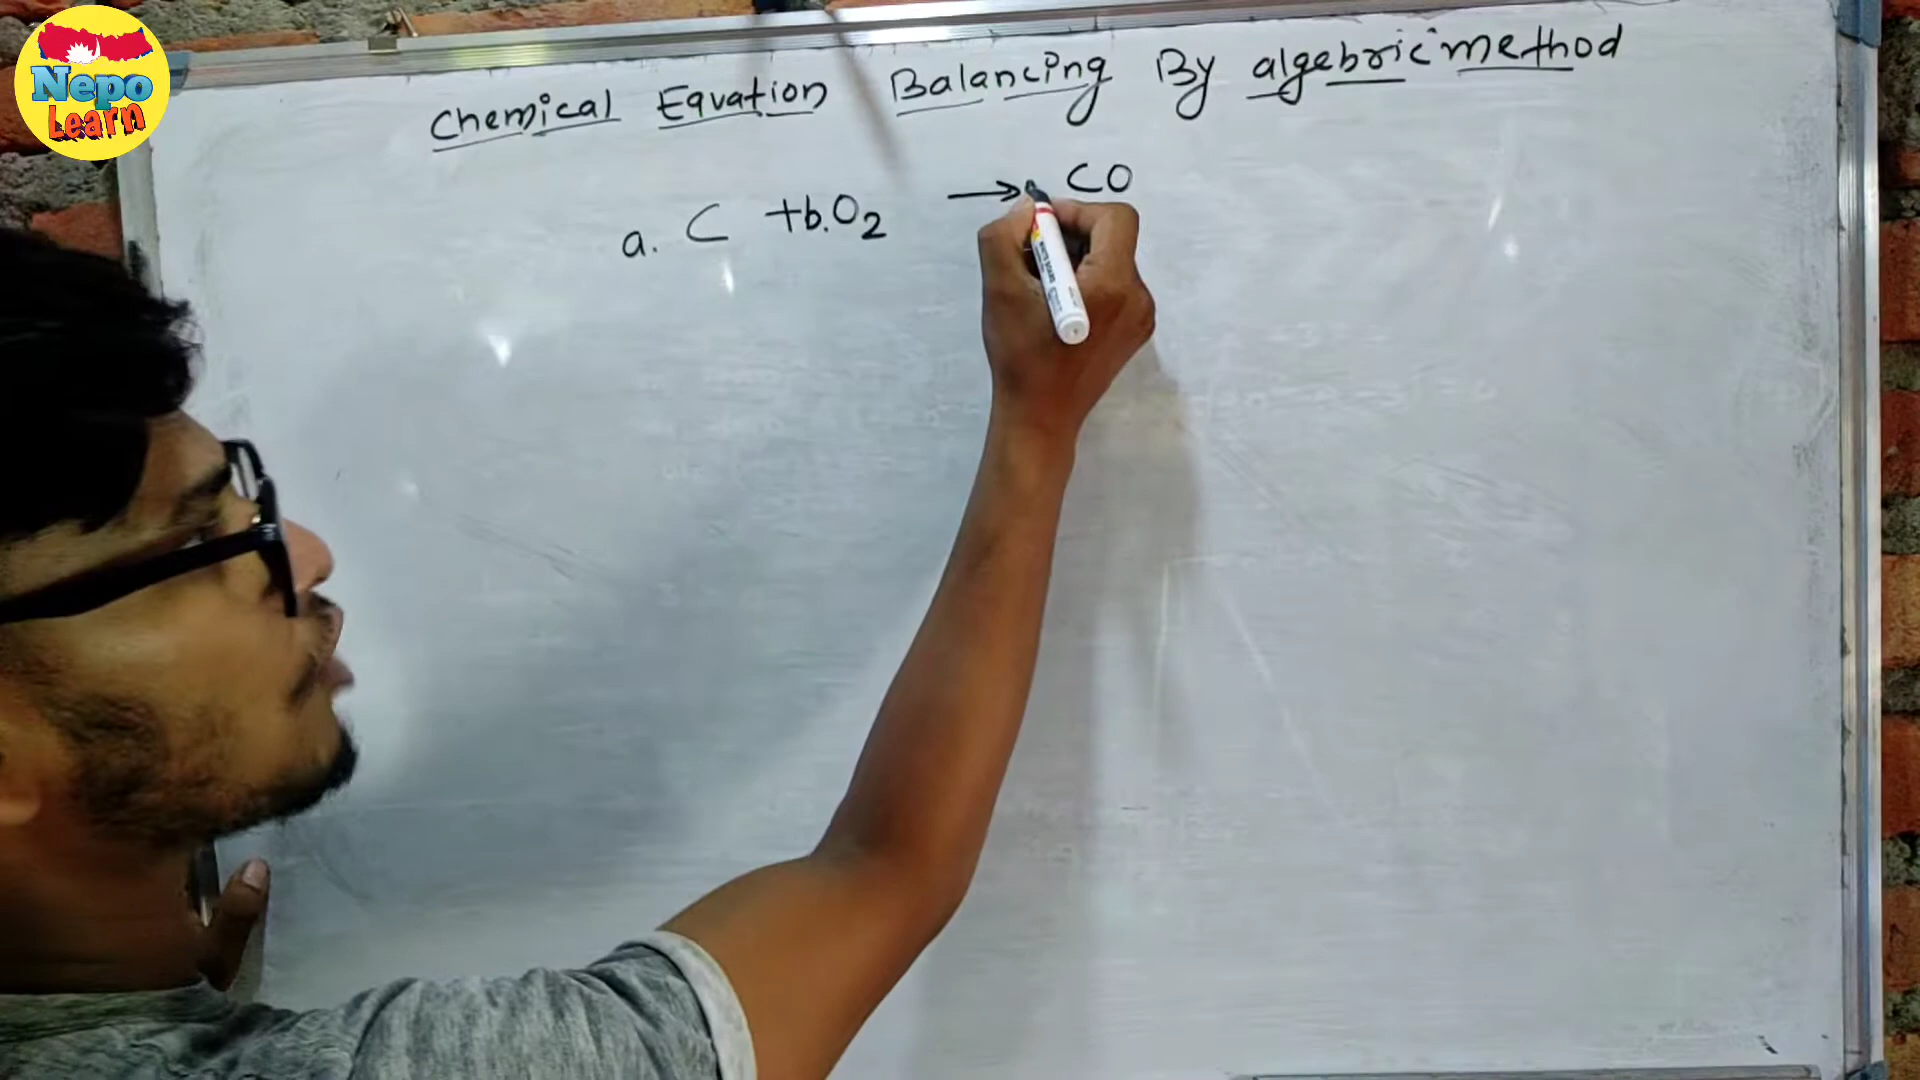 Nepo
Learn
Chemical Equation Balancing By algebric method
a. C + b. O2 → CO